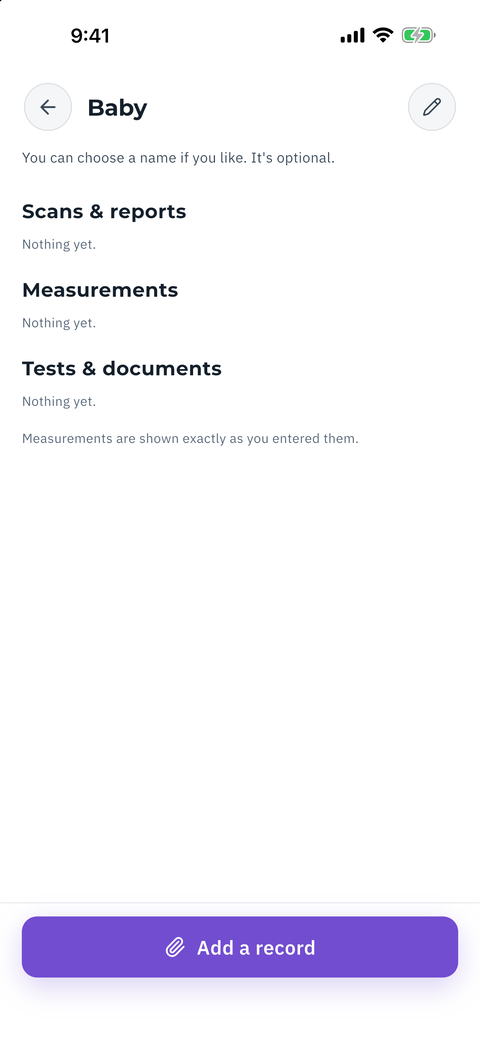 9:41
Baby
You can choose a name if you like. It's optional.
Scans & reports
Nothing yet.
Measurements
Nothing yet.
Tests & documents
Nothing yet.
Measurements are shown exactly as you entered them.
Add a record